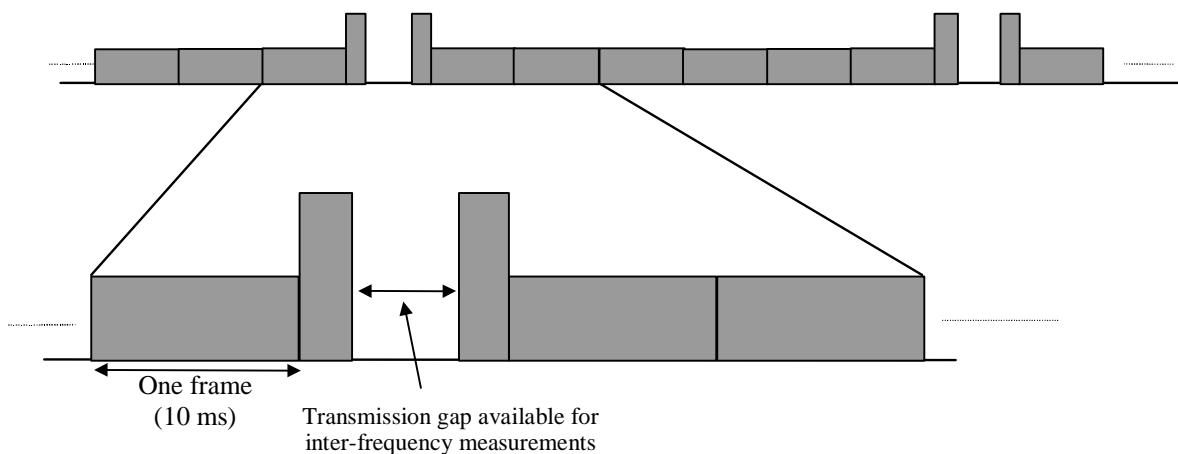 One frame
(10 ms)
Transmission gap available for
inter-frequency measurements